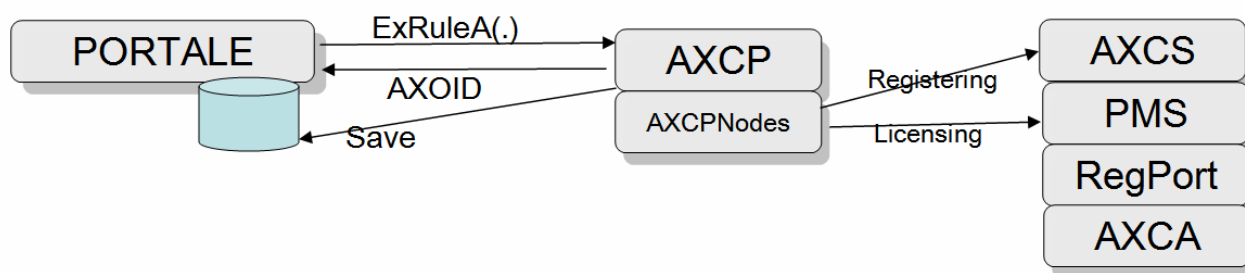 PORTALE
ExRuleA(.)
AXOID
Save
AXCP
AXCPNodes
Registering
Licensing
AXCS
PMS
RegPort
AXCA